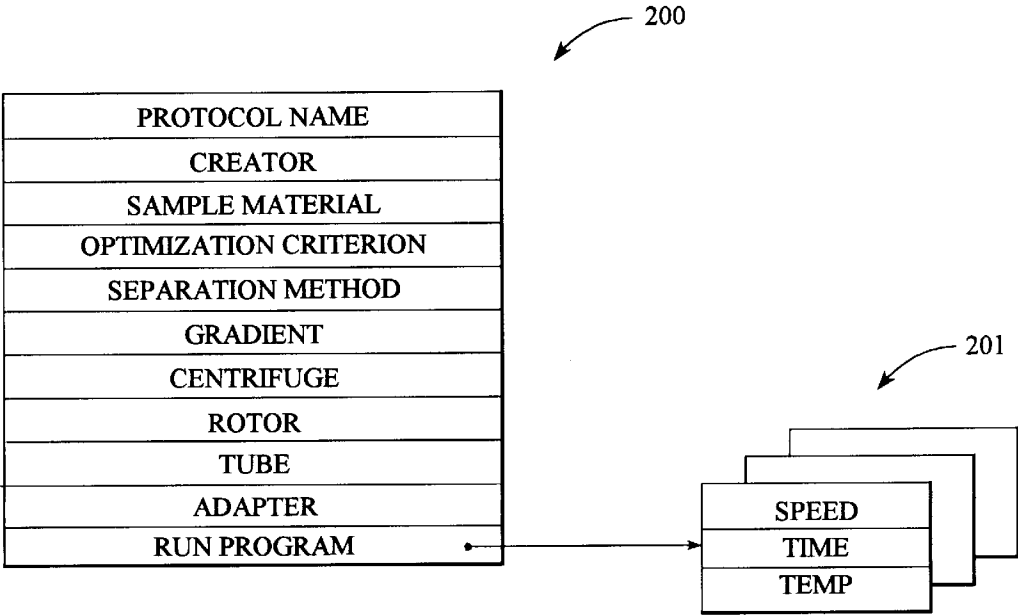 200
PROTOCOL NAME
CREATOR
SAMPLE MATERIAL
OPTIMIZATION CRITERION
SEPARATION METHOD
GRADIENT
CENTRIFUGE
ROTOR
TUBE
ADAPTER
RUN PROGRAM
201
SPEED
TIME
TEMP